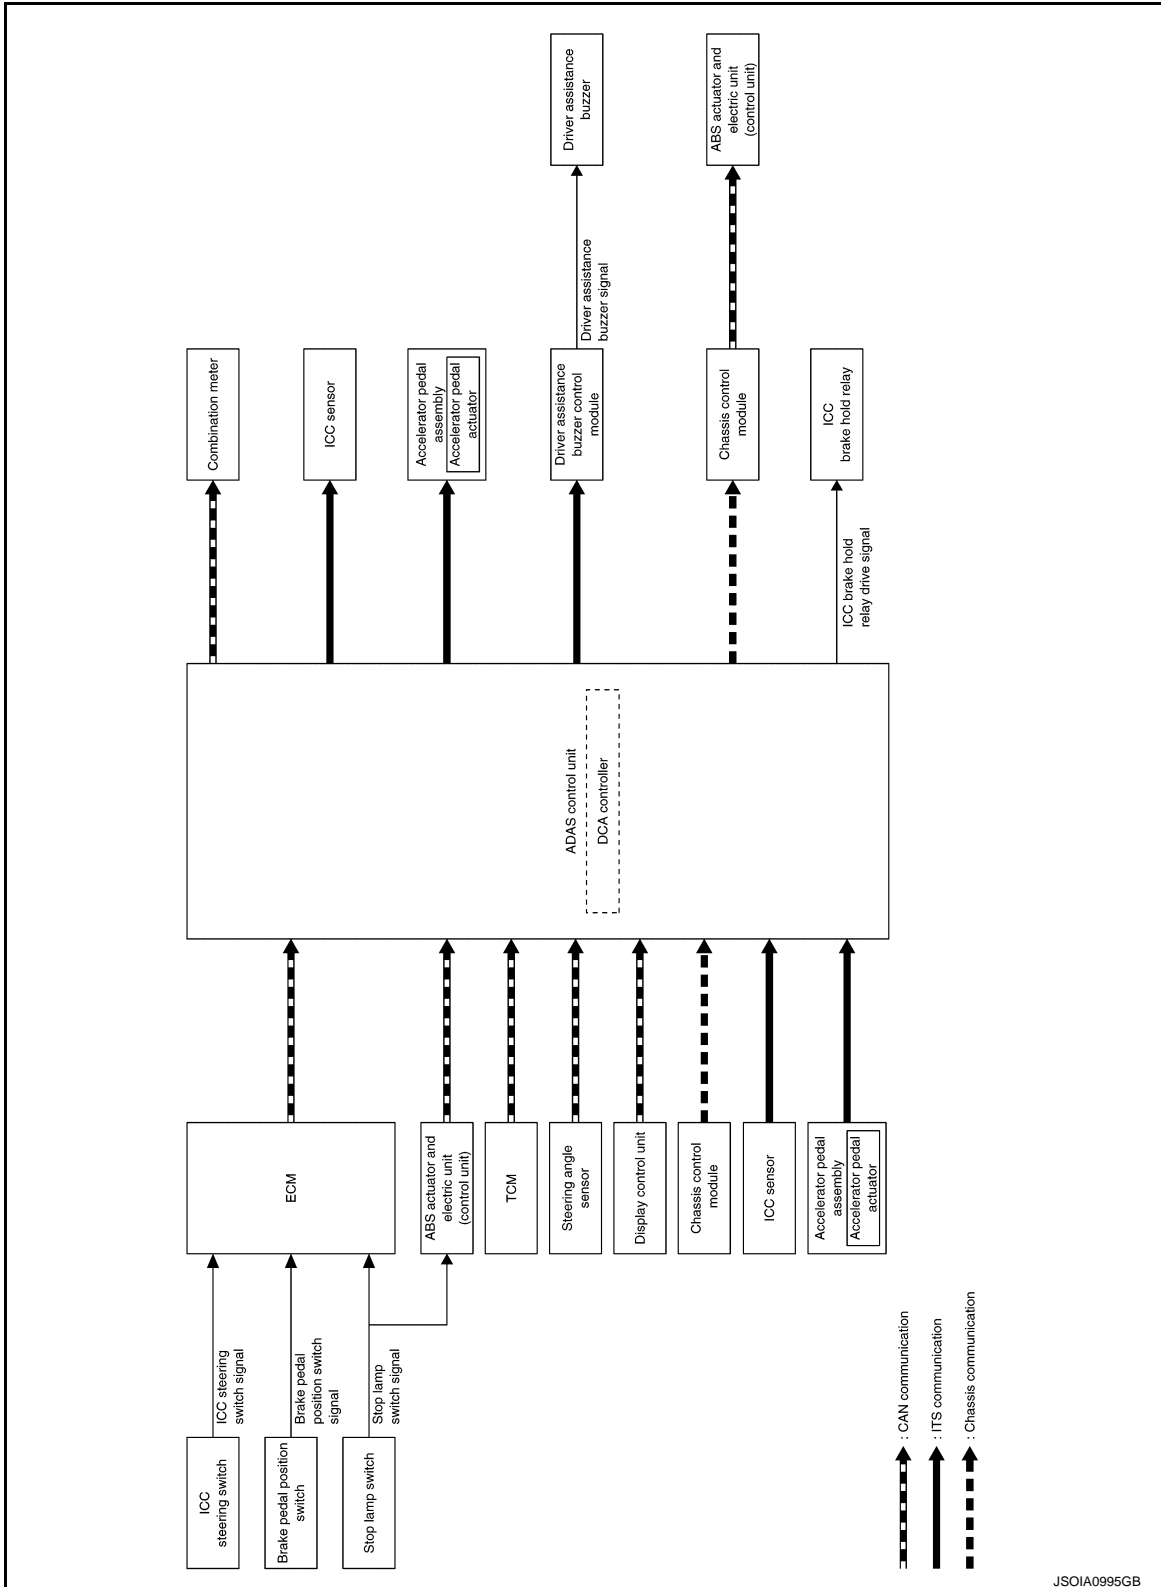 ICC
steering switch
Brake pedal position
switch
Stop lamp switch
ICC steering
switch signal
Brake pedal
position switch
signal
Stop lamp
switch signal
ECM
ABS actuator and
electric unit
(control unit)
TCM
Steering angle
sensor
Display control unit
Chassis control
module
ICC sensor
Accelerator pedal
assembly
Accelerator pedal
actuator
ADAS control unit
DCA controller
Combination meter
ICC sensor
Accelerator pedal
assembly
Accelerator pedal
actuator
Driver assistance
buzzer control
module
Chassis control
module
ICC brake hold
relay drive signal
ICC
brake hold relay
Driver assistance
buzzer signal
Driver assistance
buzzer
ABS actuator and
electric unit
(control unit)
: CAN communication
: ITS communication
: Chassis communication
JSOIA0995GB